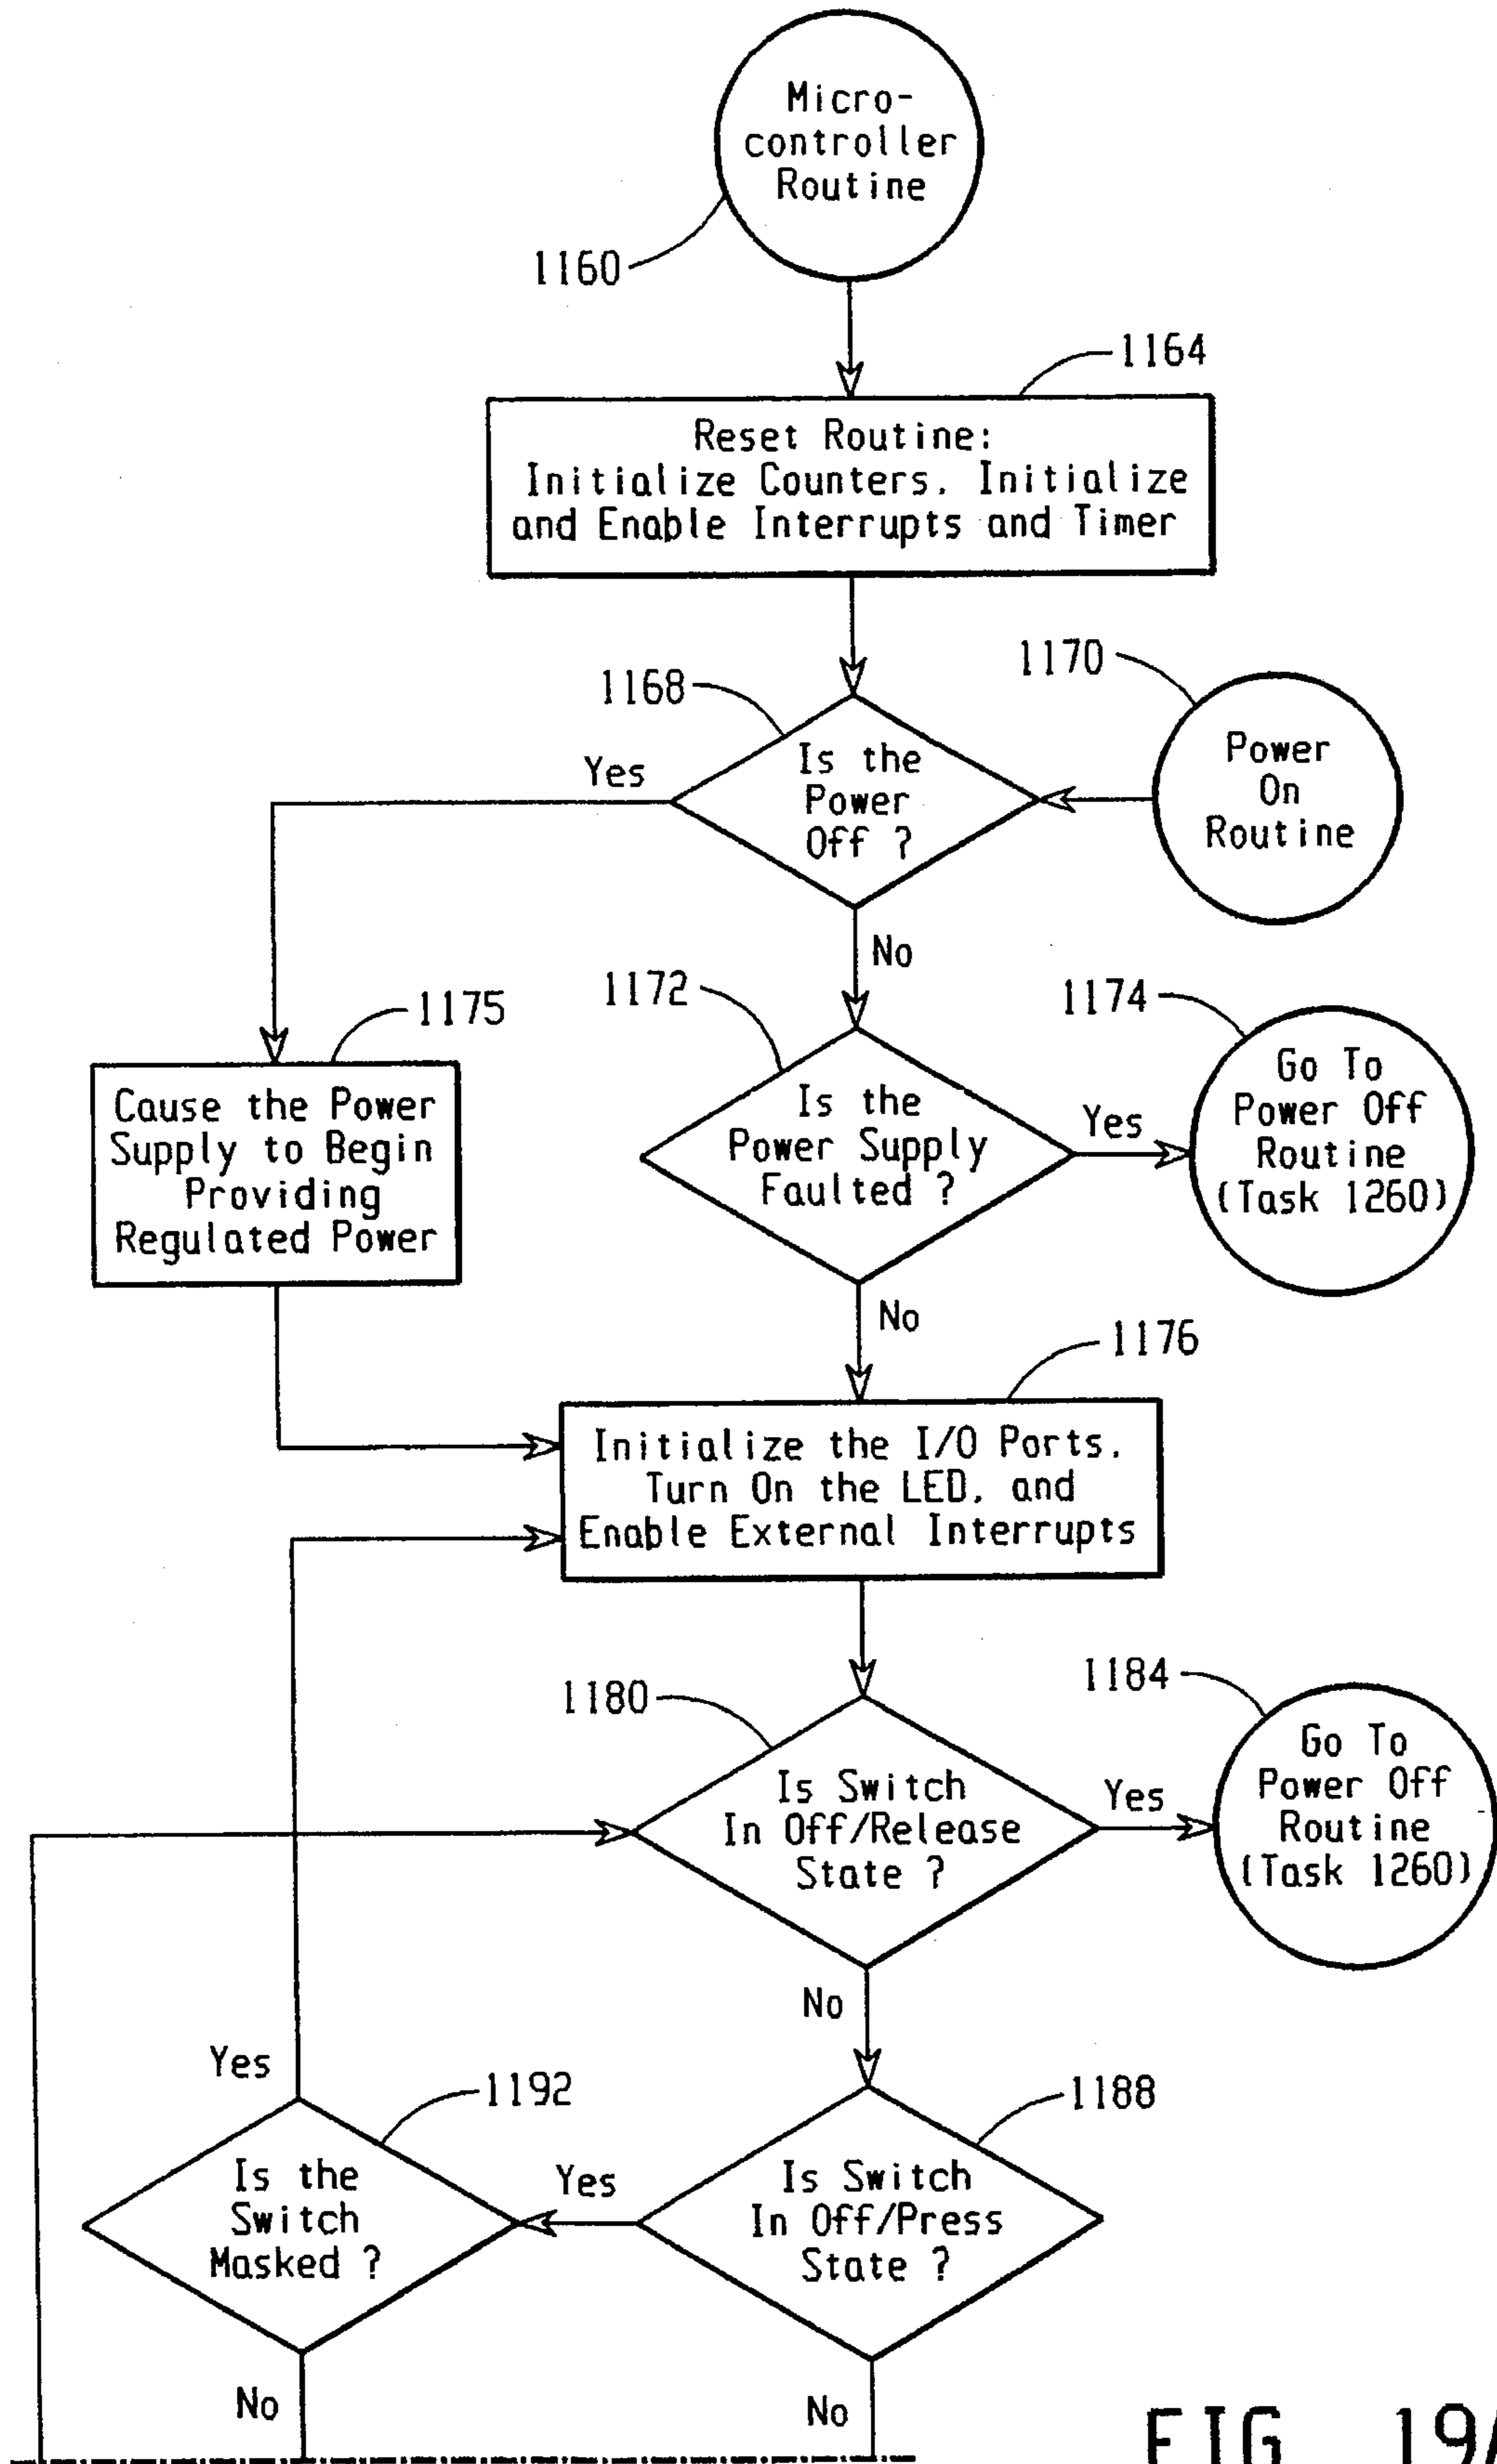 Micro-
controller
Routine
1160
1164
Reset Routine:
Initialize Counters, Initialize
and Enable Interrupts and Timer
1168
1170
Is the
Power
Off ?
Yes
Power
On
Routine
No
1175
1172
1174
Cause the Power
Supply to Begin
Providing
Regulated Power
Is the
Power Supply
Faulted ?
Yes
Go To
Power Off
Routine
(Task 1260)
No
1176
Initialize the I/O Ports,
Turn On the LED, and
Enable External Interrupts
1180
1184
Is Switch
In Off/Release
State ?
Yes
Go To
Power Off
Routine
(Task 1260)
No
Yes
1192
1188
Is the
Switch
Masked ?
Yes
Is Switch
In Off/Press
State ?
No
No
FIG. 19A